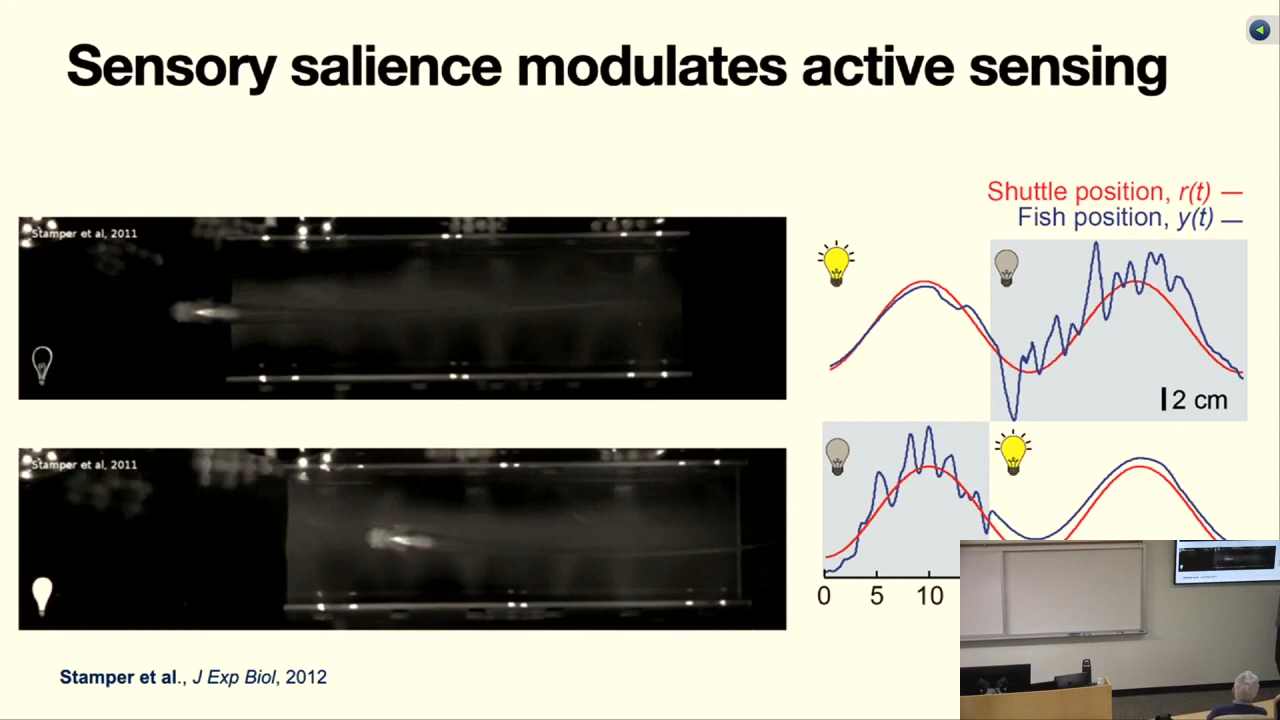 Sensory salience modulates active sensing
Shuttle position, r(t) —
Fish position, y(t) —
Stamper et al, 2011
2 cm
Stamper et al, 2011
0 5 10
Stamper et al., J Exp Biol, 2012